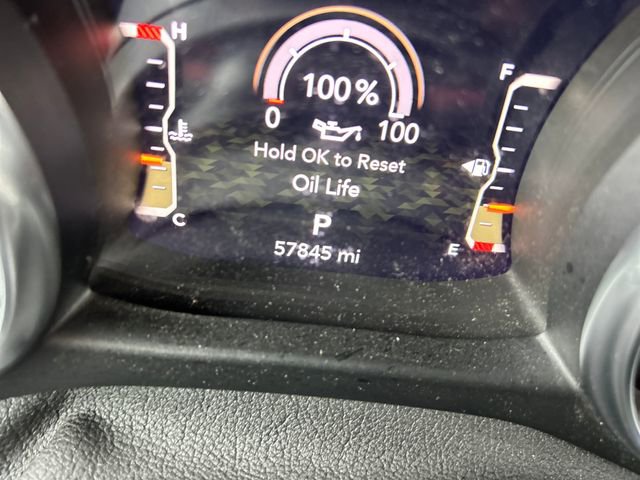 H
F
100%
0
100
Hold OK to Reset
Oil Life
C
P
E
57845 mi